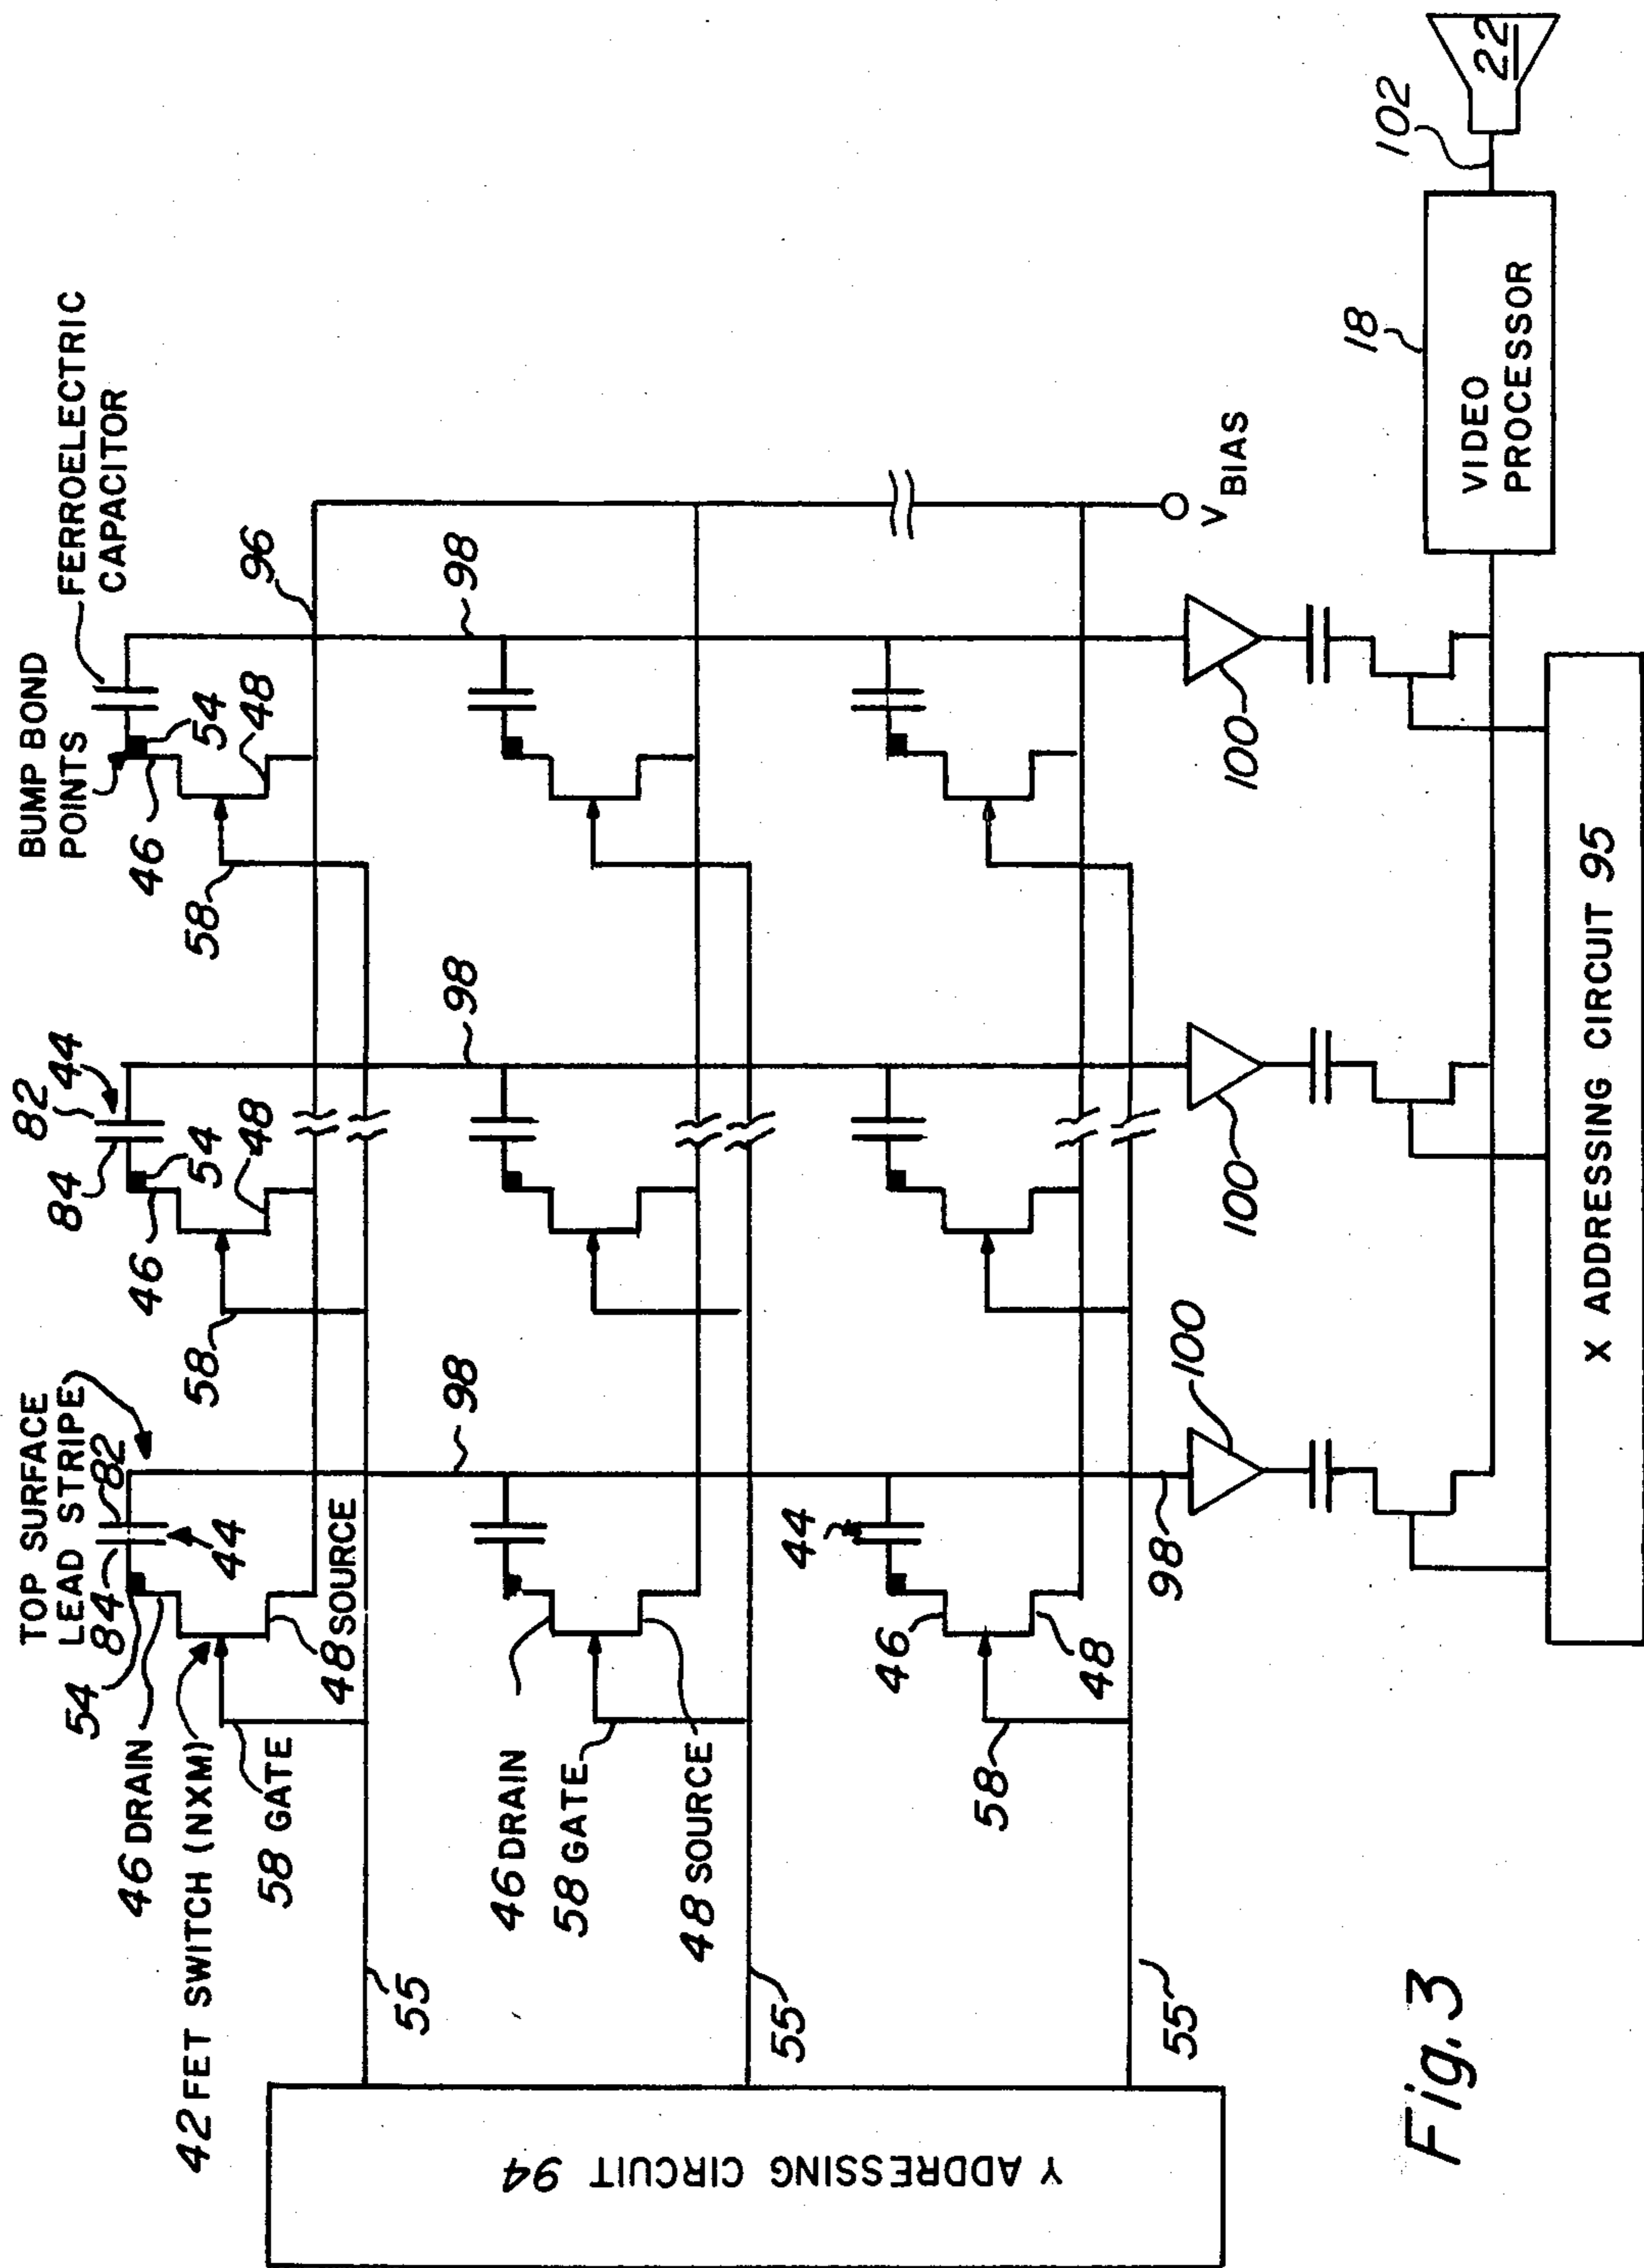 TOP SURFACE
LEAD STRIPE
84
82
54
46 DRAIN
44
42 FET SWITCH (NXM)
58 GATE
48 SOURCE
55
98
82
44
84
54
46
48
58
98
BUMP BOND
POINTS
FERROELECTRIC
CAPACITOR
54
46
48
58
96
98
46 DRAIN
58 GATE
48 SOURCE
55
44
46
48
58
55
98
V BIAS
100
100
100
Y ADDRESSING CIRCUIT 94
X ADDRESSING CIRCUIT 95
18
VIDEO
PROCESSOR
102
22
Fig. 3